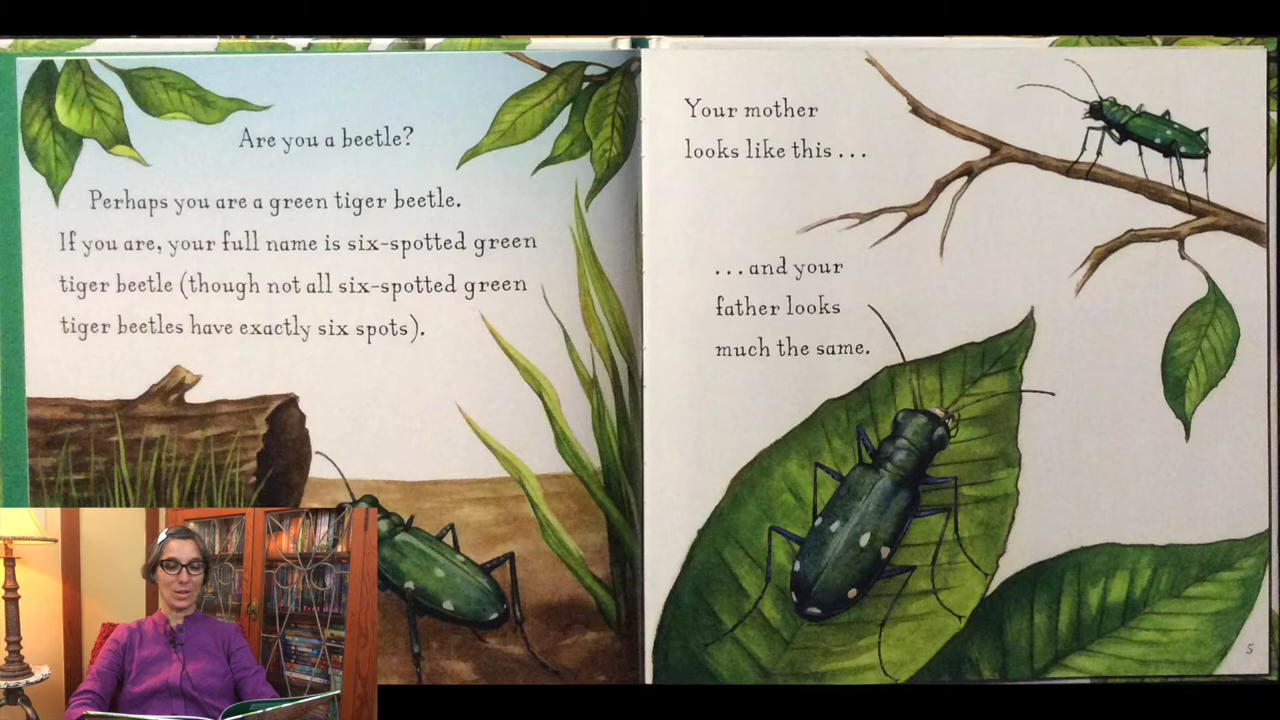 Are you a beetle?
Perhaps you are a green tiger beetle.
If you are, your full name is six-spotted green
tiger beetle (though not all six-spotted green
tiger beetles have exactly six spots).
Your mother
looks like this . . .
. . . and your
father looks
much the same.
5